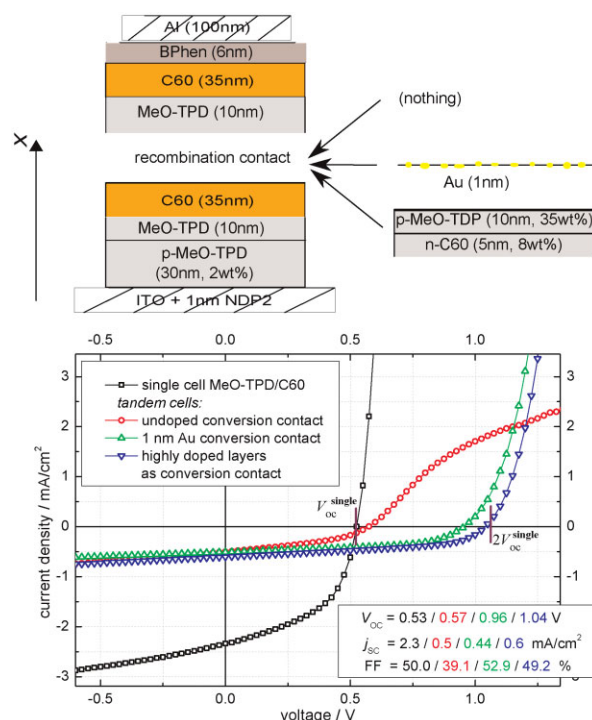 Al (100nm)
BPhen (6nm)
C60 (35nm)
MeO-TPD (10nm)
(nothing)
x
recombination contact
Au (1nm)
C60 (35nm)
MeO-TPD (10nm)
p-MeO-TPD
(30nm, 2wt%)
p-MeO-TDP (10nm, 35wt%)
n-C60 (5nm, 8wt%)
ITO + 1nm NDP2
-0.5 0.0 0.5 1.0
single cell MeO-TPD/C60
tandem cells:
undoped conversion contact
1 nm Au conversion contact
highly doped layers
as conversion contact
V_oc^single
2V_oc^single
3
2
1
0
-1
-2
-3
3
2
1
0
-1
current density / mA/cm²
V_OC = 0.53 / 0.57 / 0.96 / 1.04 V
j_SC = 2.3 / 0.5 / 0.44 / 0.6 mA/cm²
FF = 50.0 / 39.1 / 52.9 / 49.2 %
-0.5 0.0 0.5 1.0
voltage / V